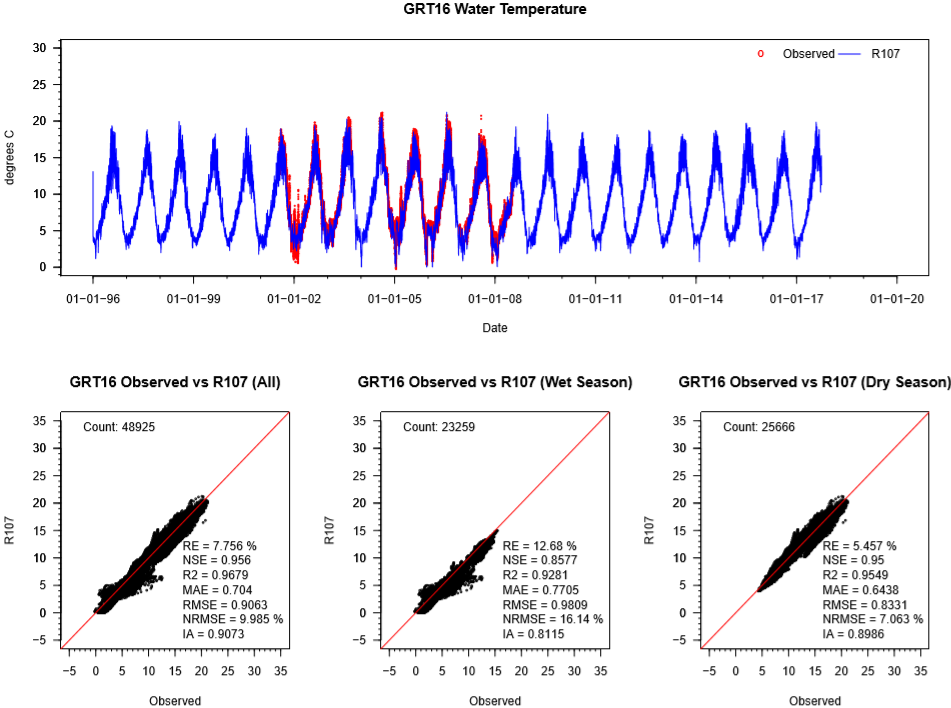 GRT16 Water Temperature
30
25
20
15
10
5
0
degrees C
Observed R107
01-01-96 01-01-99 01-01-02 01-01-05 01-01-08 01-01-11 01-01-14 01-01-17 01-01-20
Date
GRT16 Observed vs R107 (All)
Count: 48925
35
30
25
20
15
10
5
0
−5
R107
RE = 7.756 %
NSE = 0.956
R2 = 0.9679
MAE = 0.704
RMSE = 0.9063
NRMSE = 9.985 %
IA = 0.9073
−5 0 5 10 15 20 25 30 35
Observed
GRT16 Observed vs R107 (Wet Season)
Count: 23259
35
30
25
20
15
10
5
0
−5
R107
RE = 12.68 %
NSE = 0.8577
R2 = 0.9281
MAE = 0.7705
RMSE = 0.9809
NRMSE = 16.14 %
IA = 0.8115
−5 0 5 10 15 20 25 30 35
Observed
GRT16 Observed vs R107 (Dry Season)
Count: 25666
35
30
25
20
15
10
5
0
−5
R107
RE = 5.457 %
NSE = 0.95
R2 = 0.9549
MAE = 0.6438
RMSE = 0.8331
NRMSE = 7.063 %
IA = 0.8986
−5 0 5 10 15 20 25 30 35
Observed